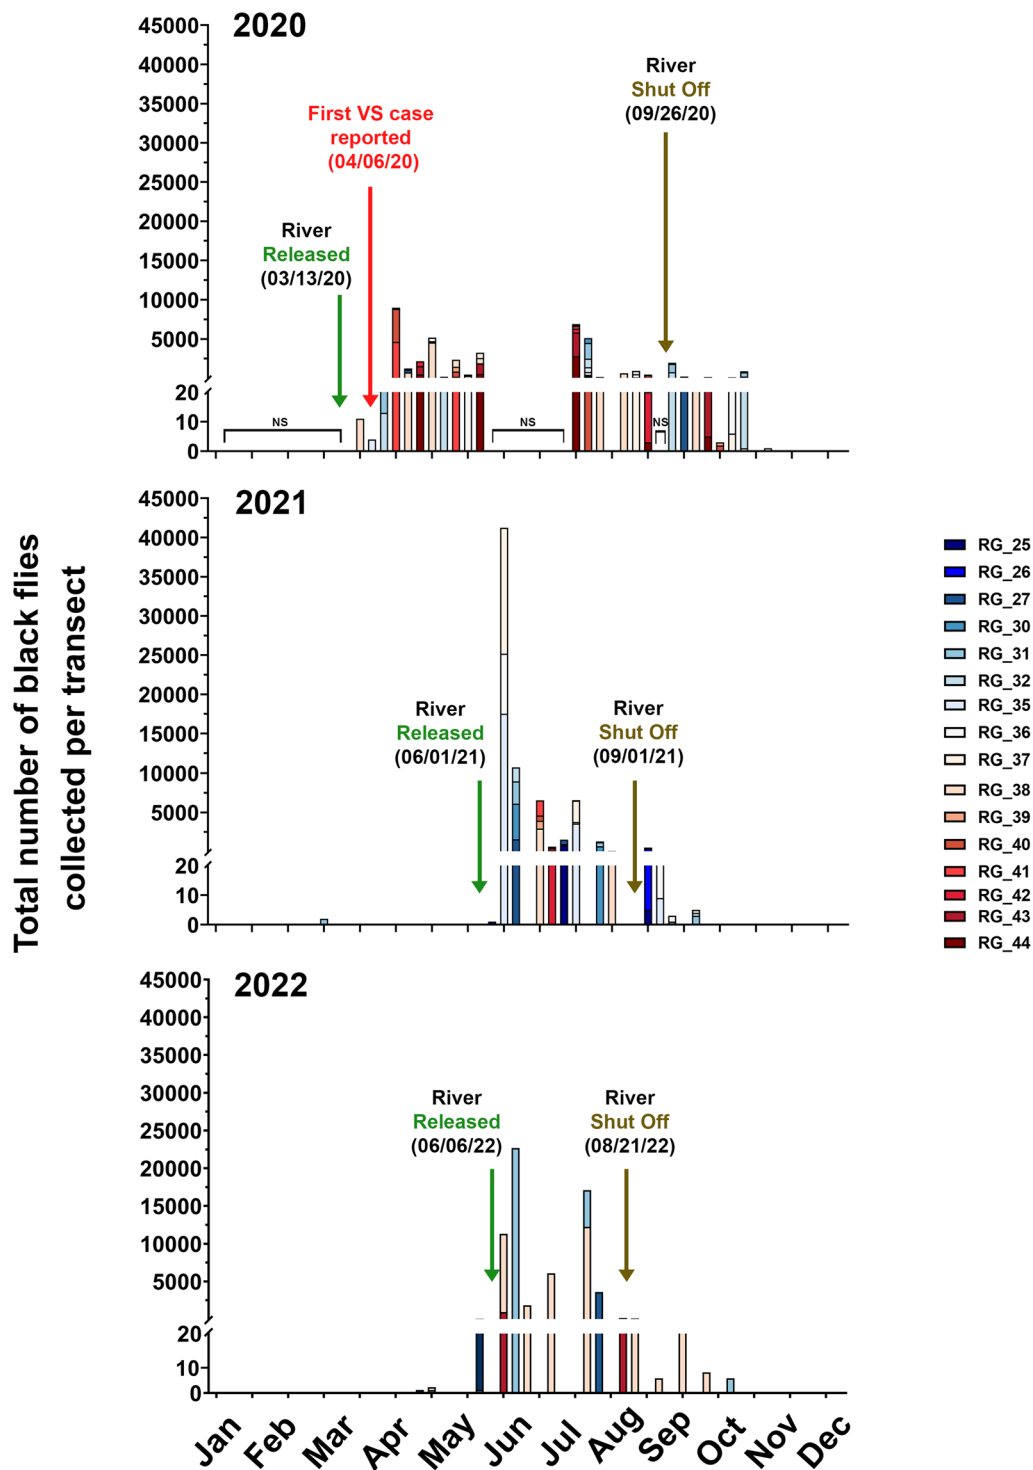 Total number of black flies
collected per transect
2020
45000
40000
35000
30000
25000
20000
15000
10000
5000
20
10
0
River
Released
(03/13/20)
First VS case
reported
(04/06/20)
River
Shut Off
(09/26/20)
NS
NS
NS
2021
45000
40000
35000
30000
25000
20000
15000
10000
5000
20
10
0
River
Released
(06/01/21)
River
Shut Off
(09/01/21)
RG_25
RG_26
RG_27
RG_30
RG_31
RG_32
RG_35
RG_36
RG_37
RG_38
RG_39
RG_40
RG_41
RG_42
RG_43
RG_44
2022
45000
40000
35000
30000
25000
20000
15000
10000
5000
20
10
0
River
Released
(06/06/22)
River
Shut Off
(08/21/22)
Jan
Feb
Mar
Apr
May
Jun
Jul
Aug
Sep
Oct
Nov
Dec